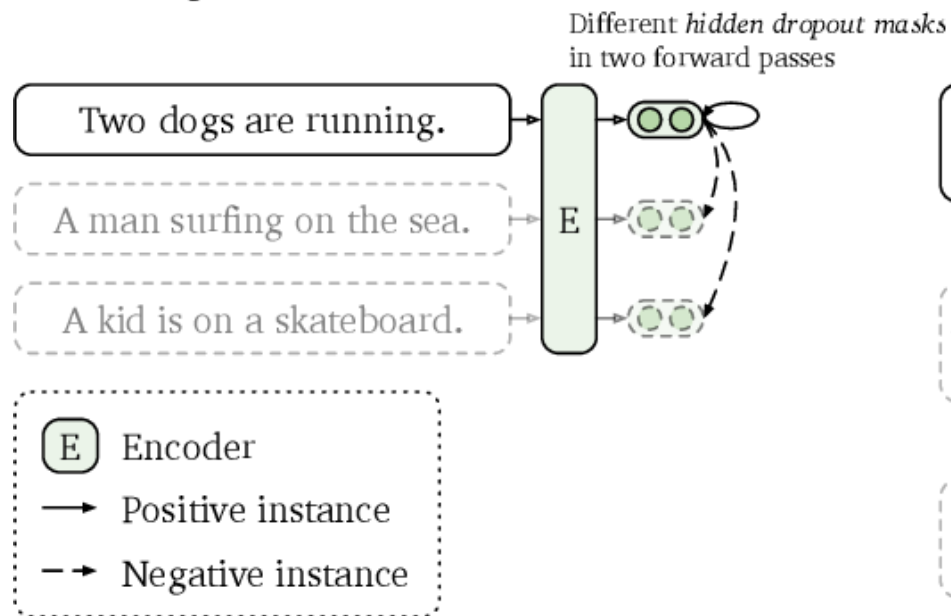 Different hidden dropout masks
in two forward passes
Two dogs are running.
A man surfing on the sea.
E
A kid is on a skateboard.
E Encoder
Positive instance
Negative instance